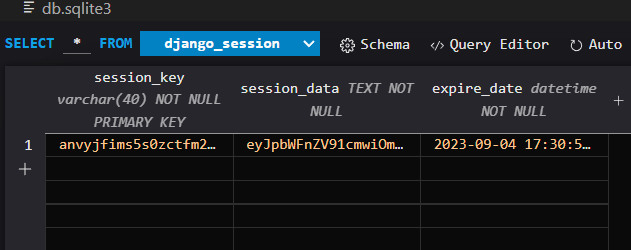 db.sqlite3
SELECT * FROM django_session Schema Query Editor Auto
session_key varchar(40) NOT NULL PRIMARY KEY
session_data TEXT NOT NULL
expire_date datetime NOT NULL
+
1 anvyjfims5s0zctfm2… eyJpbWFnZV91cmwiOm… 2023-09-04 17:30:5…
+